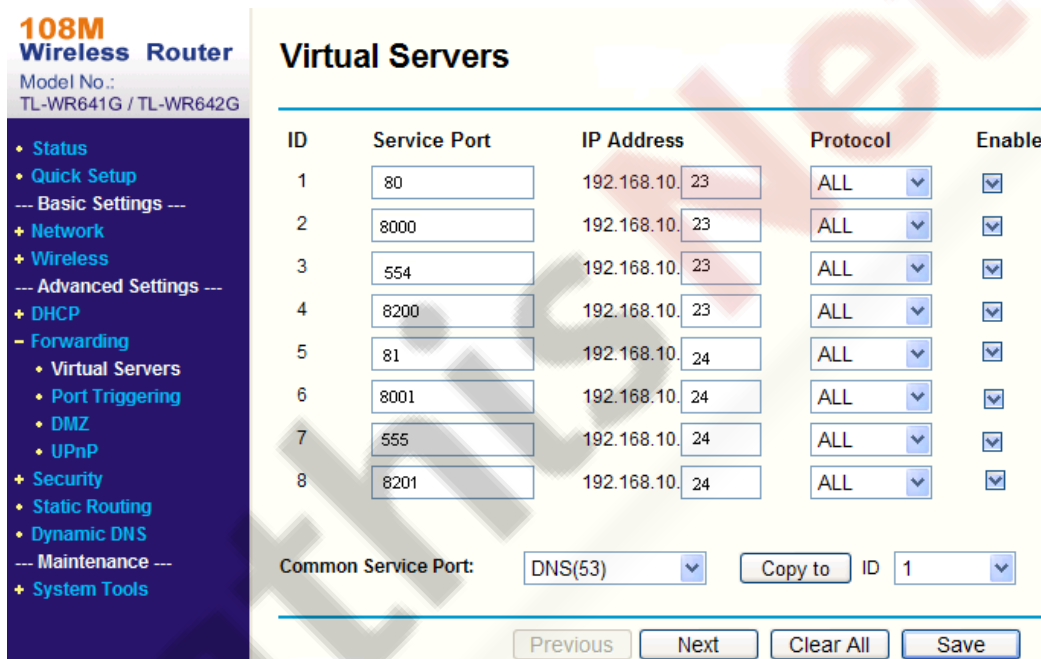 108M
Wireless Router
Model No.:
TL-WR641G / TL-WR642G
Status
Quick Setup
--- Basic Settings ---
Network
Wireless
--- Advanced Settings ---
DHCP
Forwarding
Virtual Servers
Port Triggering
DMZ
UPnP
Security
Static Routing
Dynamic DNS
--- Maintenance ---
System Tools
Virtual Servers
ID Service Port IP Address Protocol Enable
1 80 192.168.10. 23 ALL
2 8000 192.168.10. 23 ALL
3 554 192.168.10. 23 ALL
4 8200 192.168.10. 23 ALL
5 81 192.168.10. 24 ALL
6 8001 192.168.10. 24 ALL
7 555 192.168.10. 24 ALL
8 8201 192.168.10. 24 ALL
Common Service Port: DNS(53) Copy to ID 1
Previous Next Clear All Save